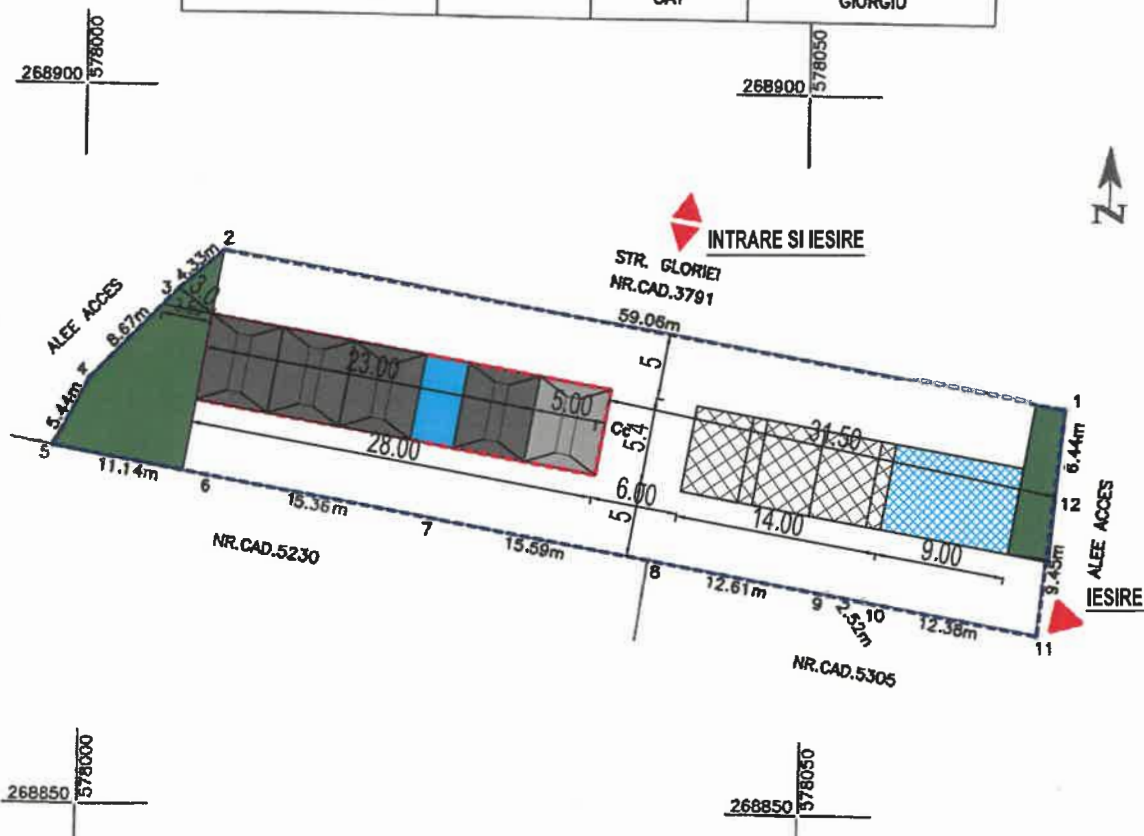 GIORGIU
578000
268900
578050
268900
N
INTRARE SI IESIRE
STR. GLORIEI
NR.CAD.3791
59.06m
2
4.33m
3
8.67m
ALEE ACCES
4
5.44m
5
11.14m
6
15.36m
7
15.59m
8
12.61m
9
2.52m
10
12.38m
11
9.45m
12
6.44m
1
ALEE ACCES
IESIRE
23.00
5.00
28.00
5
5.4
6.00
5
31.50
14.00
9.00
NR.CAD.5230
NR.CAD.5305
578000
268850
578050
268850